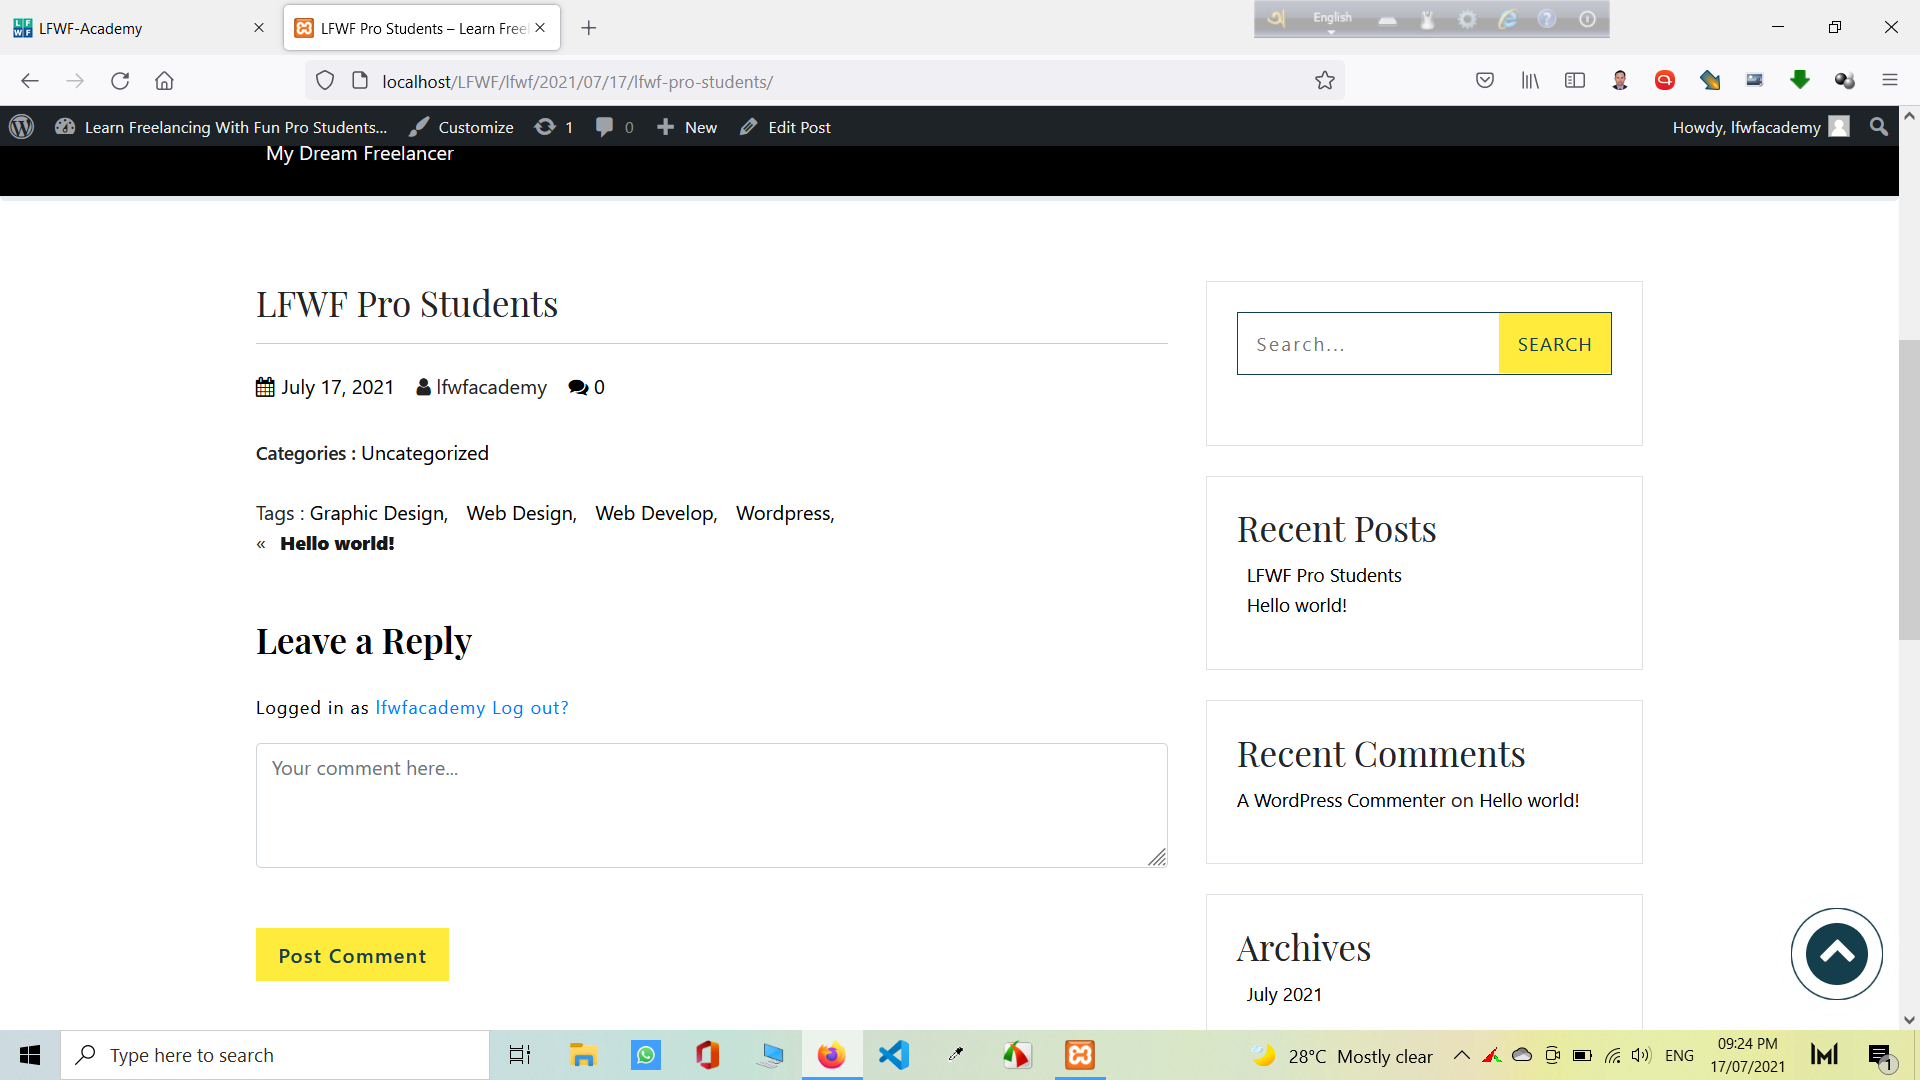 LFWF-Academy
LFWF Pro Students – Learn Free
English
localhost/LFWF/lfwf/2021/07/17/lfwf-pro-students/
Learn Freelancing With Fun Pro Students...
Customize
1
0
New
Edit Post
Howdy, lfwfacademy
My Dream Freelancer
LFWF Pro Students
July 17, 2021 lfwfacademy 0
Categories : Uncategorized
Tags : Graphic Design, Web Design, Web Develop, Wordpress,
« Hello world!
Leave a Reply
Logged in as lfwfacademy Log out?
Your comment here...
Post Comment
Search...
SEARCH
Recent Posts
LFWF Pro Students
Hello world!
Recent Comments
A WordPress Commenter on Hello world!
Archives
July 2021
Type here to search
28°C Mostly clear
ENG
09:24 PM
17/07/2021
1